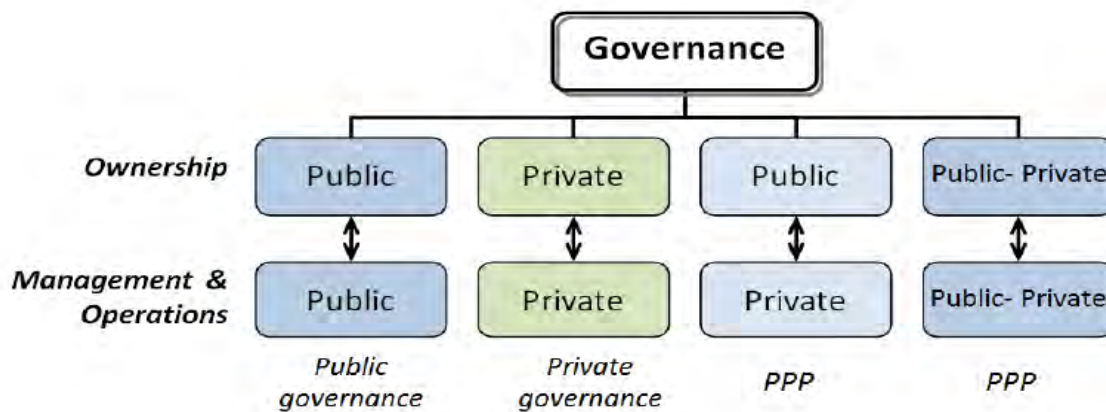 Governance
Ownership
Public
Private
Public
Public- Private
Management &
Operations
Public
Private
Private
Public- Private
Public
governance
Private
governance
PPP
PPP